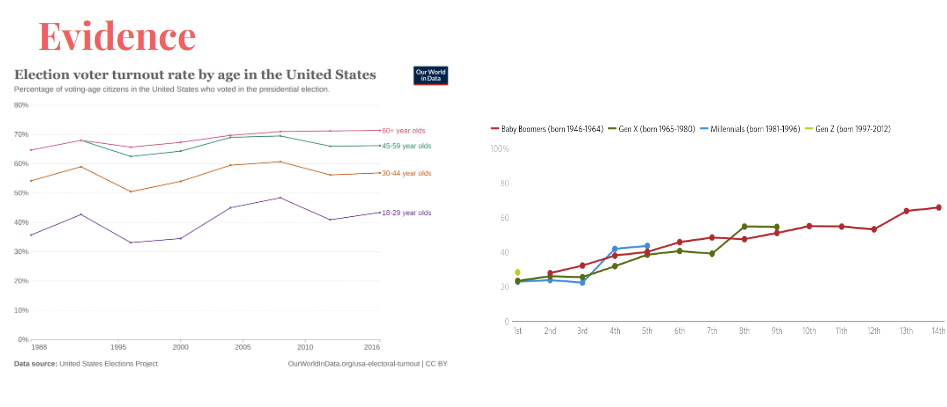 Evidence
Election voter turnout rate by age in the United States
Our World
in Data
Percentage of voting-age citizens in the United States who voted in the presidential election.
80%
70%
60%
50%
40%
30%
20%
10%
0%
60+ year olds
45-59 year olds
30-44 year olds
18-29 year olds
1988 1995 2000 2005 2010 2016
Data source: United States Elections Project
OurWorldInData.org/usa-electoral-turnout | CC BY
Baby Boomers (born 1946-1964) Gen X (born 1965-1980) Millennials (born 1981-1996) Gen Z (born 1997-2012)
100%
80
60
40
20
0
1st 2nd 3rd 4th 5th 6th 7th 8th 9th 10th 11th 12th 13th 14th